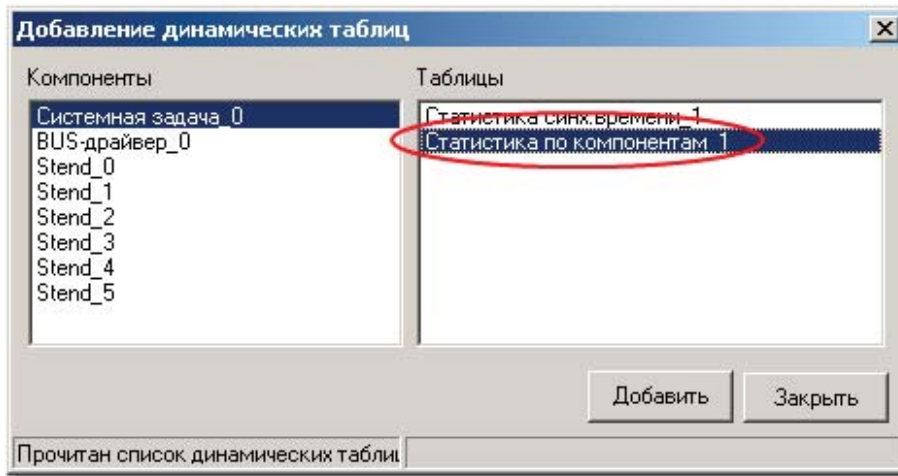 Добавление динамических таблиц
Компоненты
Таблицы
Системная задача_0
BUS-драйвер_0
Stend_0
Stend_1
Stend_2
Stend_3
Stend_4
Stend_5
Статистика синх.времени_1
Статистика по компонентам_1
Добавить
Закрыть
Прочитан список динамических таблиц